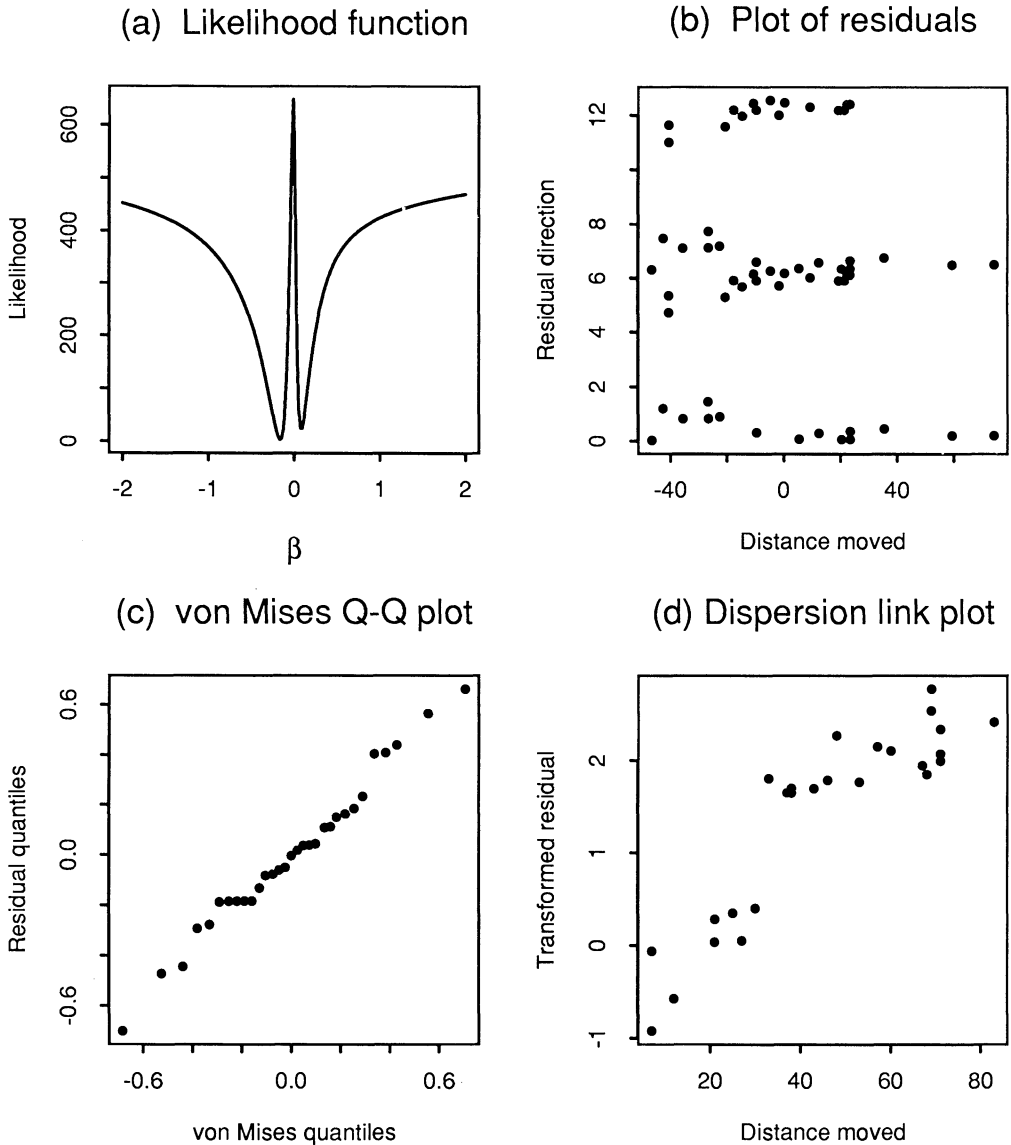 (a) Likelihood function
600
400
200
0
Likelihood
-2 -1 0 1 2
β
(b) Plot of residuals
12
8
6
4
2
0
Residual direction
-40 0 40
Distance moved
(c) von Mises Q-Q plot
0.6
0.0
-0.6
Residual quantiles
-0.6 0.0 0.6
von Mises quantiles
(d) Dispersion link plot
2
1
0
-1
Transformed residual
20 40 60 80
Distance moved